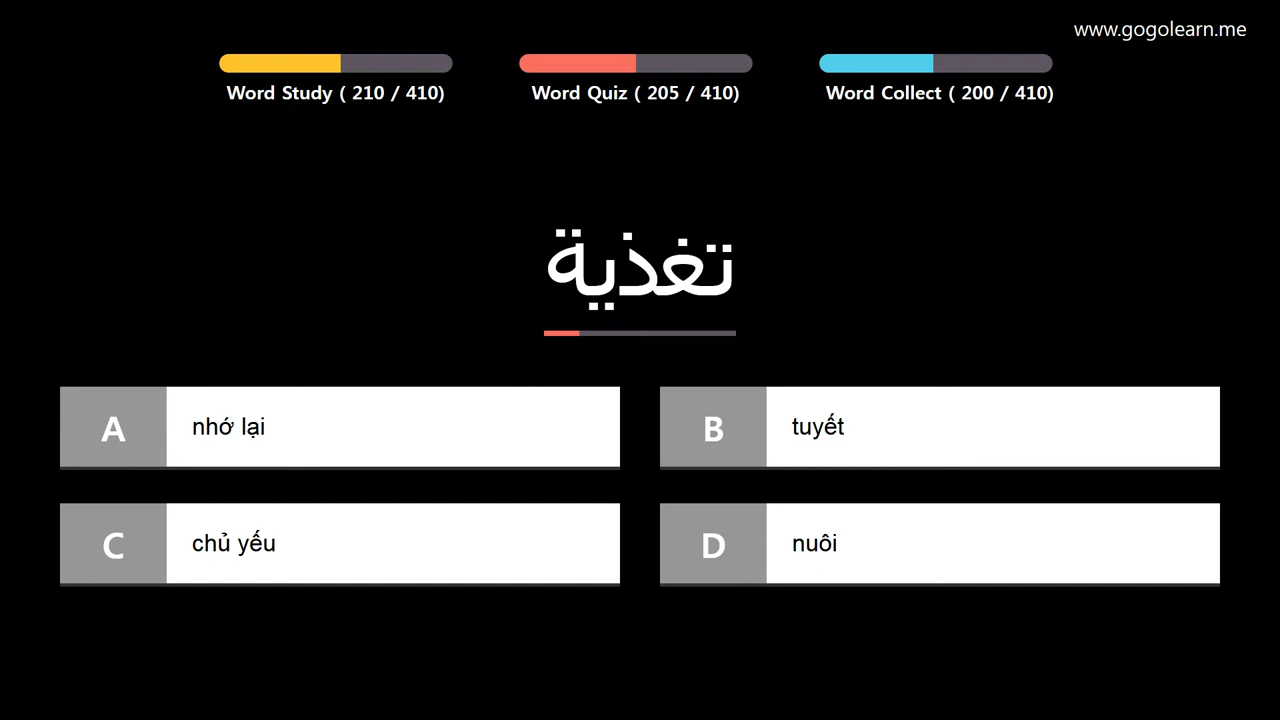 www.gogolearn.me
Word Study ( 210 / 410)
Word Quiz ( 205 / 410)
Word Collect ( 200 / 410)
تغذية
A
nhớ lại
B
tuyết
C
chủ yếu
D
nuôi